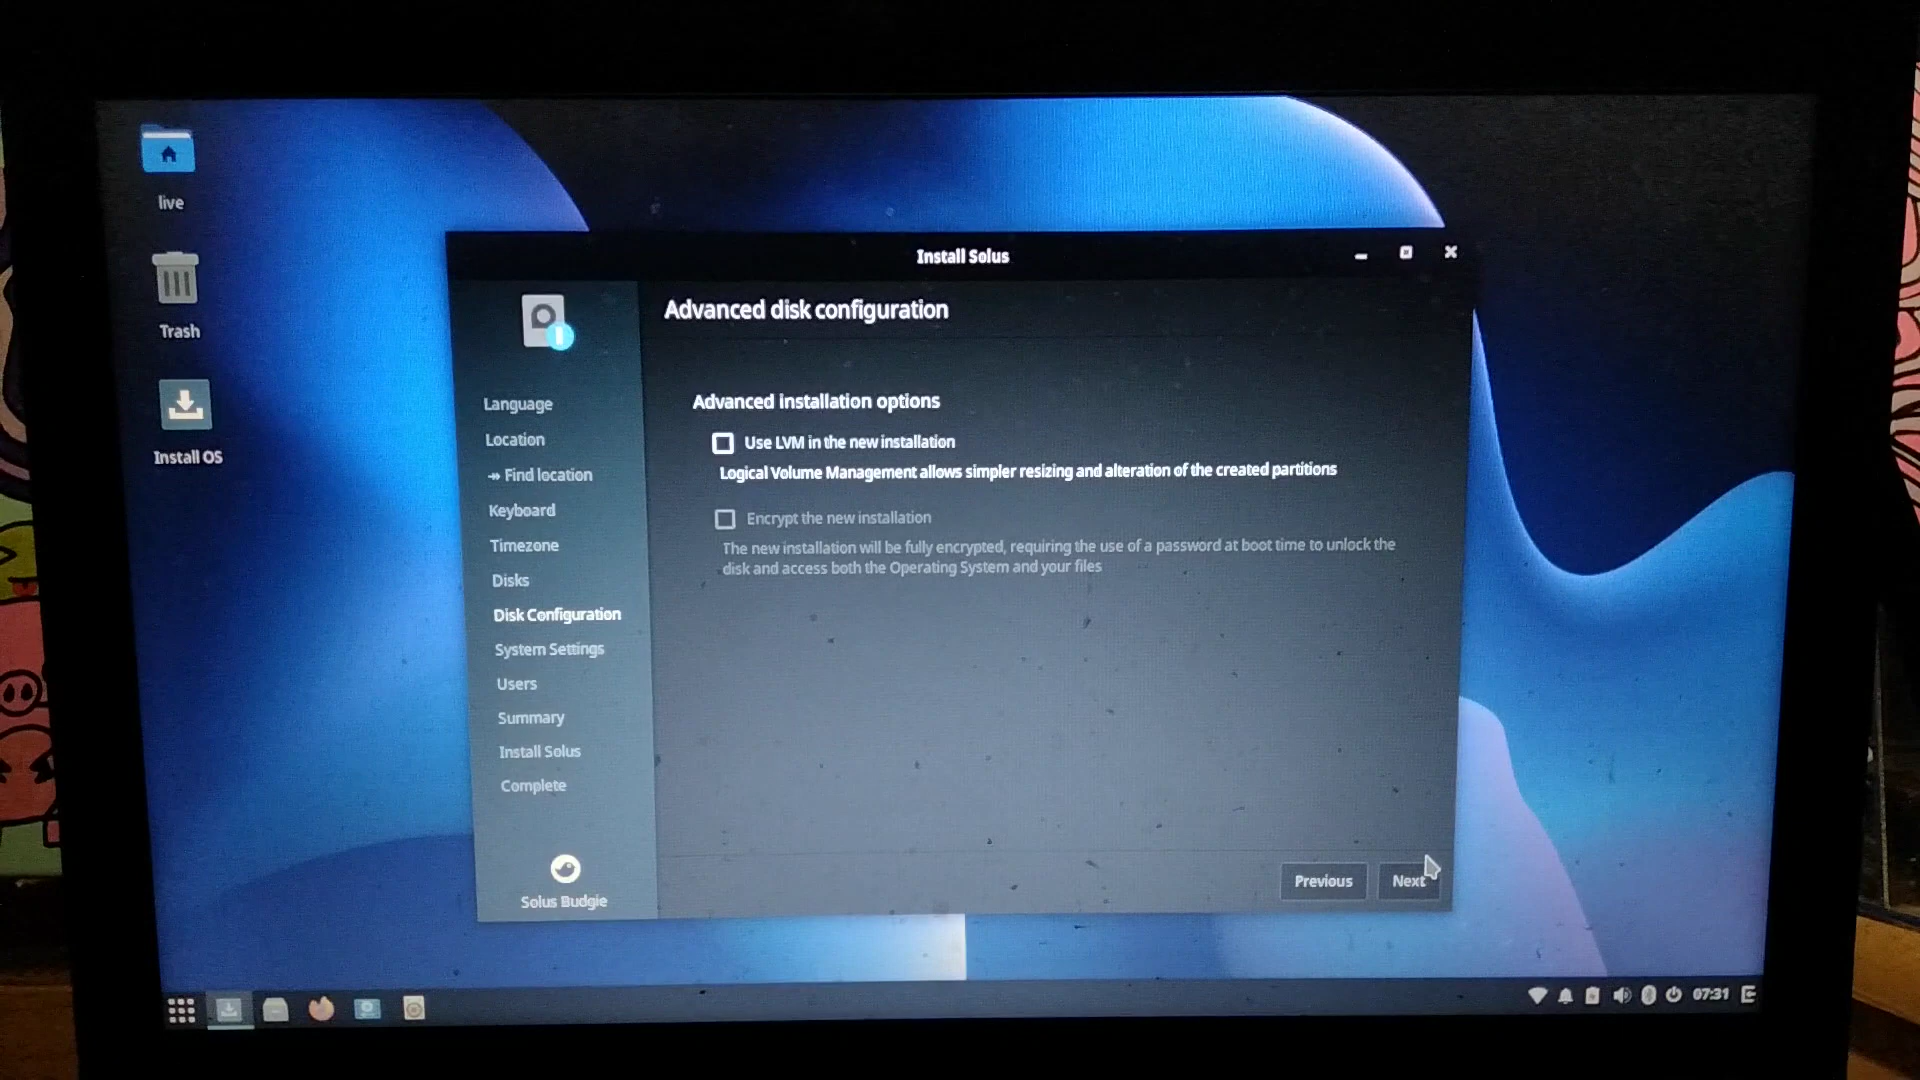 live
Trash
Install OS
Install Solus
Language
Location
↠ Find location
Keyboard
Timezone
Disks
Disk Configuration
System Settings
Users
Summary
Install Solus
Complete
Solus Budgie
Advanced disk configuration
Advanced installation options
Use LVM in the new installation
Logical Volume Management allows simpler resizing and alteration of the created partitions
Encrypt the new installation
The new installation will be fully encrypted, requiring the use of a password at boot time to unlock the
disk and access both the Operating System and your files
Previous
Next
07:31